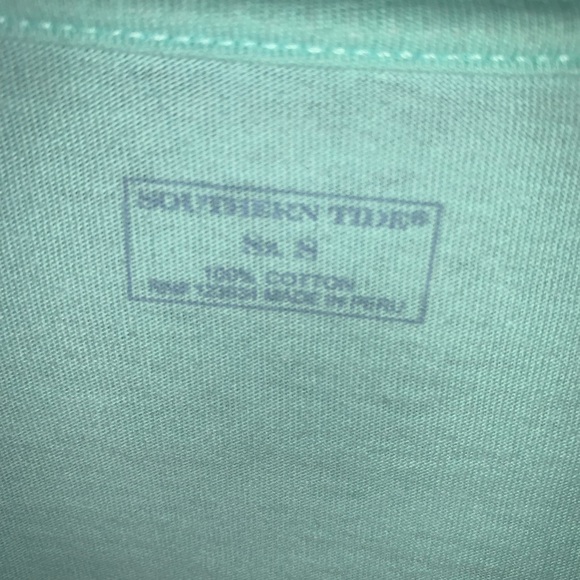 SOUTHERN TIDE®
Sz. S
100% COTTON
MADE IN PERU